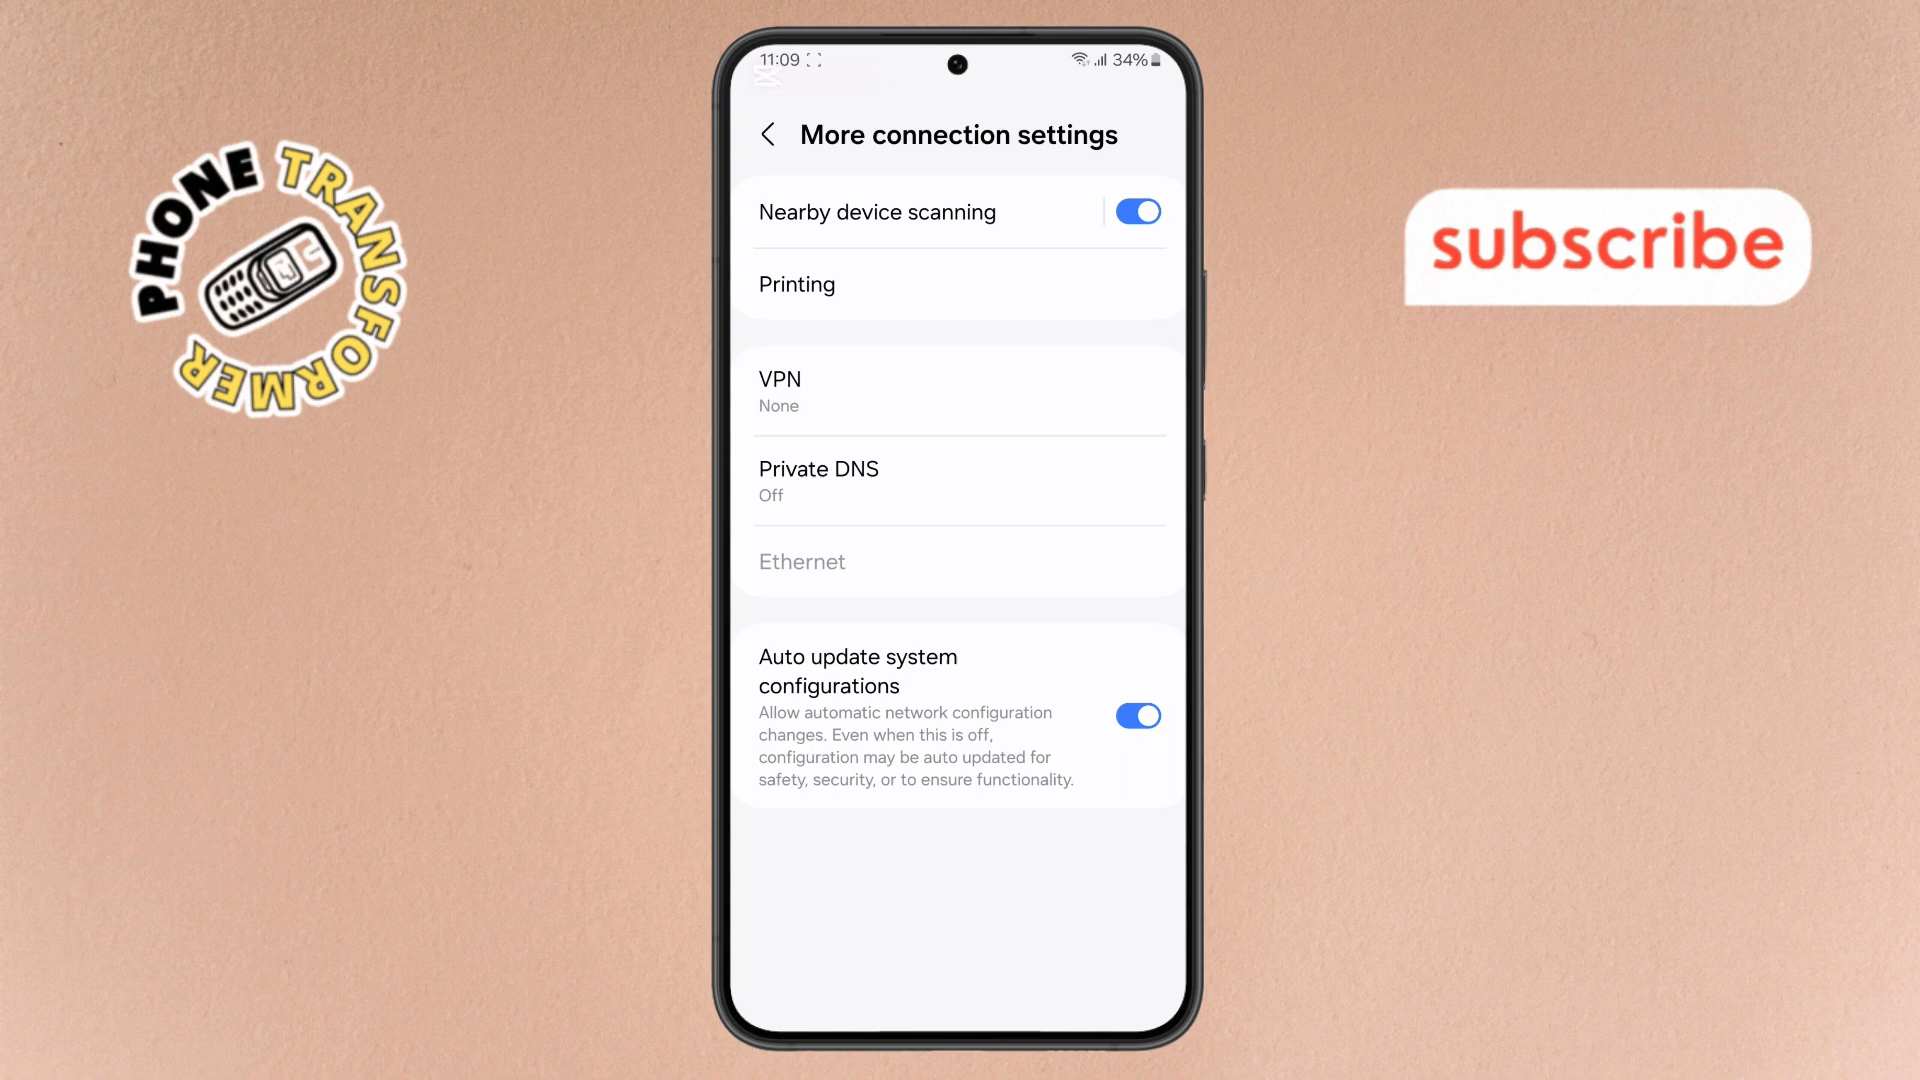 PHONE TRANSFORMER
11:09
34%
More connection settings
Nearby device scanning
Printing
VPN
None
Private DNS
Off
Ethernet
Auto update system
configurations
Allow automatic network configuration
changes. Even when this is off,
configuration may be auto updated for
safety, security, or to ensure functionality.
subscribe